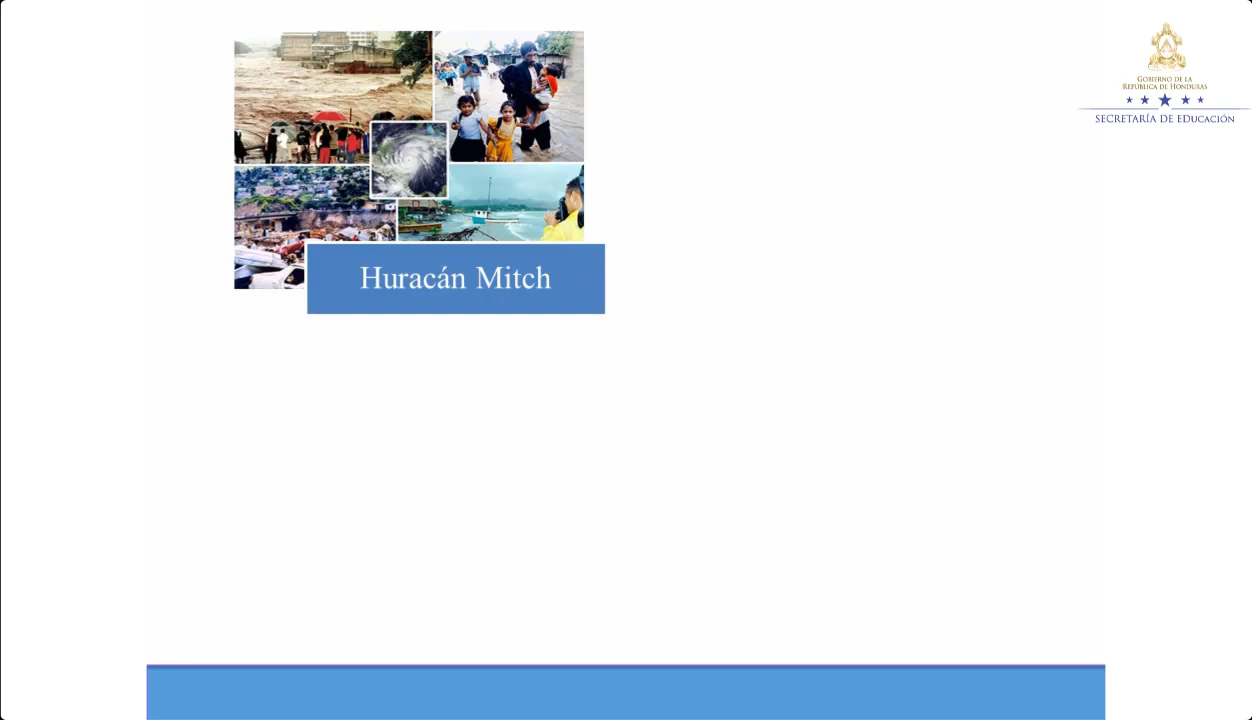 Huracán Mitch
GOBIERNO DE LA
REPÚBLICA DE HONDURAS
SECRETARÍA DE EDUCACIÓN